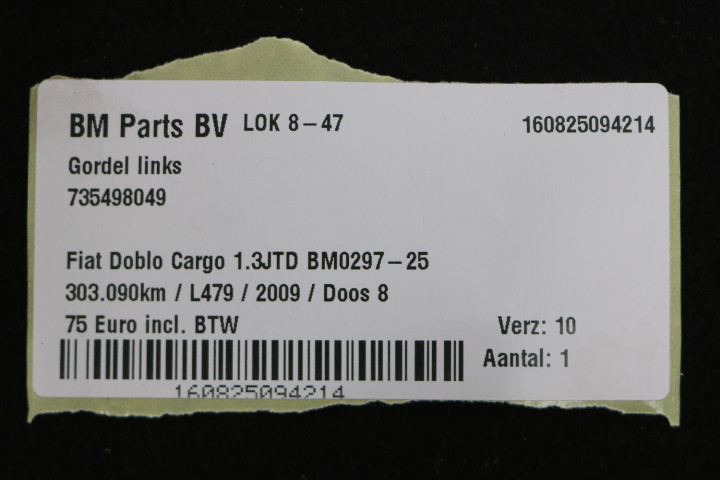 BM Parts BV LOK 8-47 160825094214
Gordel links
735498049
Fiat Doblo Cargo 1.3JTD BM0297-25
303.090km / L479 / 2009 / Doos 8
75 Euro incl. BTW Verz: 10
Aantal: 1
160825094214